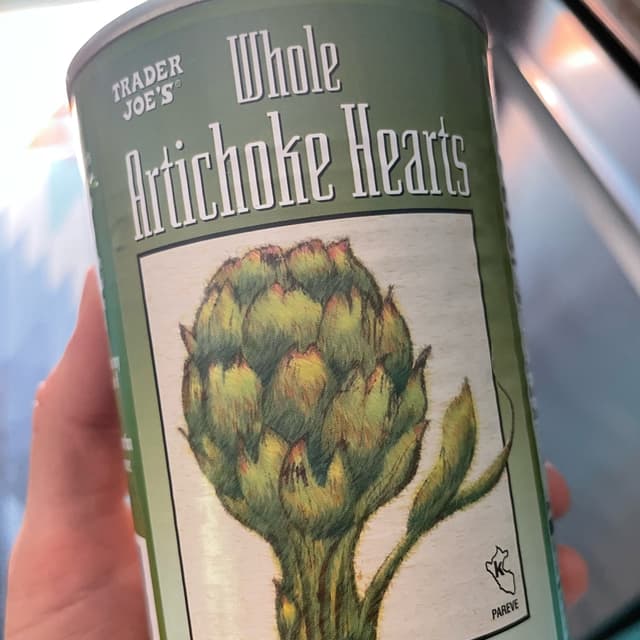 TRADER
JOE'S
Whole
Artichoke Hearts
K
PAREVE